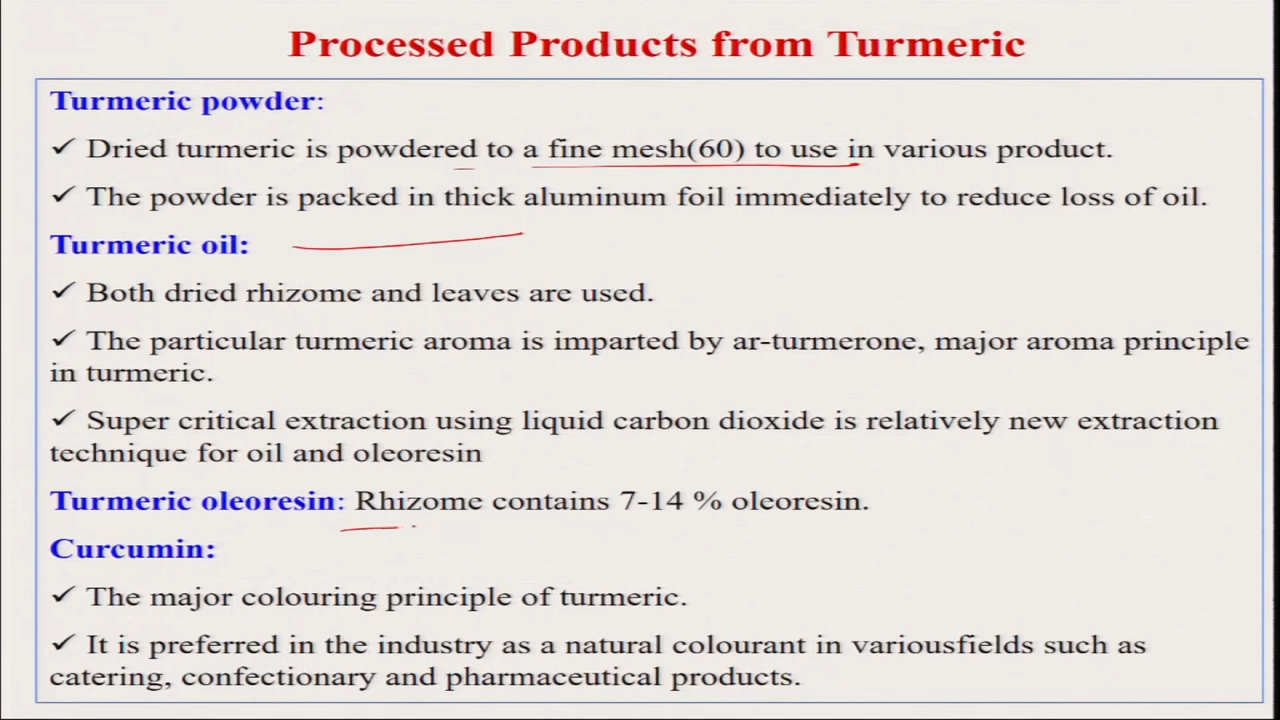 Processed Products from Turmeric
Turmeric powder:
✓ Dried turmeric is powdered to a fine mesh(60) to use in various product.
✓ The powder is packed in thick aluminum foil immediately to reduce loss of oil.
Turmeric oil:
✓ Both dried rhizome and leaves are used.
✓ The particular turmeric aroma is imparted by ar-turmerone, major aroma principle
in turmeric.
✓ Super critical extraction using liquid carbon dioxide is relatively new extraction
technique for oil and oleoresin
Turmeric oleoresin: Rhizome contains 7-14 % oleoresin.
Curcumin:
✓ The major colouring principle of turmeric.
✓ It is preferred in the industry as a natural colourant in variousfields such as
catering, confectionary and pharmaceutical products.